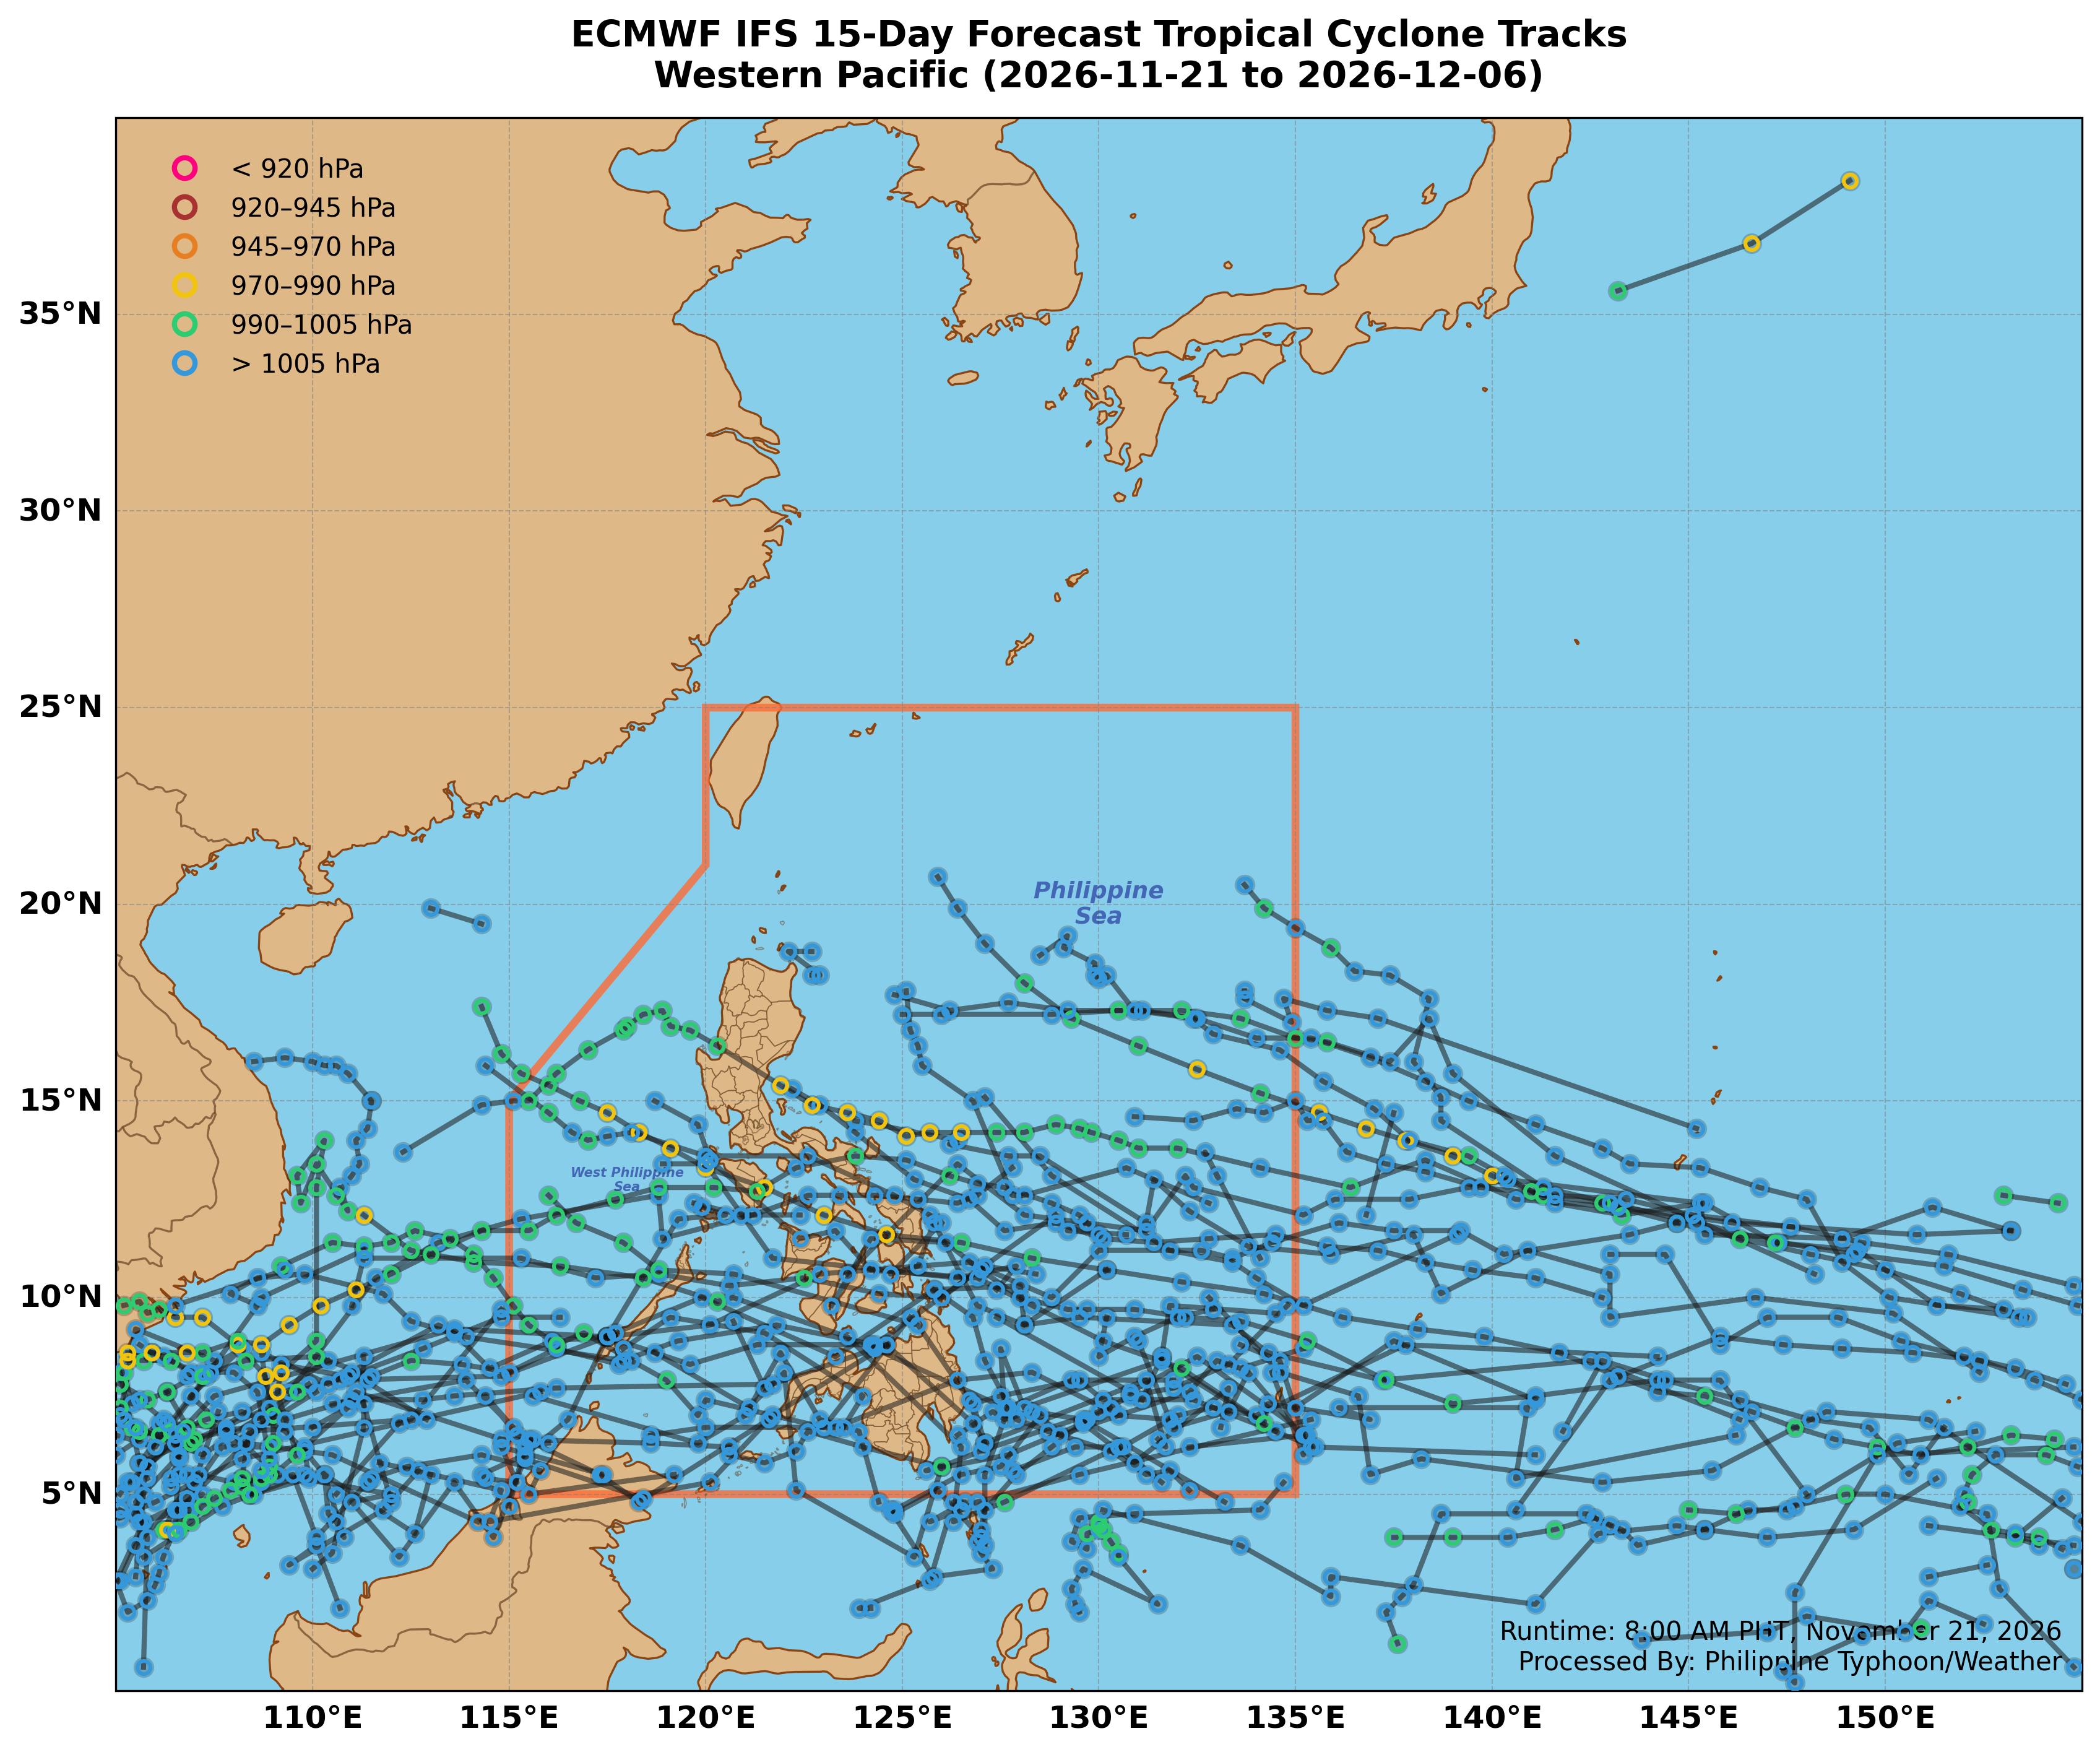 ECMWF IFS 15-Day Forecast Tropical Cyclone Tracks
Western Pacific (2026-11-21 to 2026-12-06)
< 920 hPa
920–945 hPa
945–970 hPa
970–990 hPa
990–1005 hPa
> 1005 hPa
35°N
30°N
25°N
20°N
15°N
10°N
5°N
Philippine
Sea
West Philippine
Sea
Runtime: 8:00 AM PHT, November 21, 2026
Processed By: Philippine Typhoon/Weather
110°E
115°E
120°E
125°E
130°E
135°E
140°E
145°E
150°E